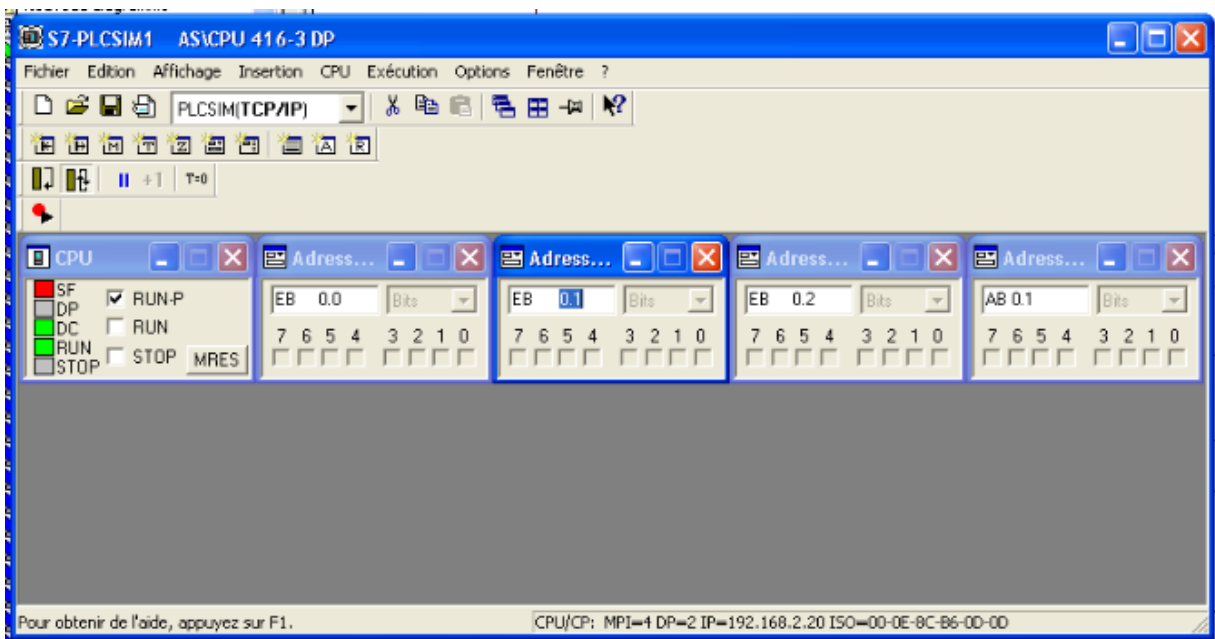 S7-PLCSIM1 AS\CPU 416-3 DP
Fichier Edition Affichage Insertion CPU Exécution Options Fenêtre ?
PLCSIM(TCP/IP)
E A M T Z A R
+1 T=0
CPU Adress... Adress... Adress... Adress...
SF
DP
DC
RUN
STOP
RUN-P
RUN
STOP MRES
EB 0.0 Bits
7 6 5 4 3 2 1 0
EB 0.1 Bits
7 6 5 4 3 2 1 0
EB 0.2 Bits
7 6 5 4 3 2 1 0
AB 0.1 Bits
7 6 5 4 3 2 1 0
Pour obtenir de l'aide, appuyez sur F1. CPU/CP: MPI=4 DP=2 IP=192.168.2.20 ISO=00-0E-8C-B6-0D-0D